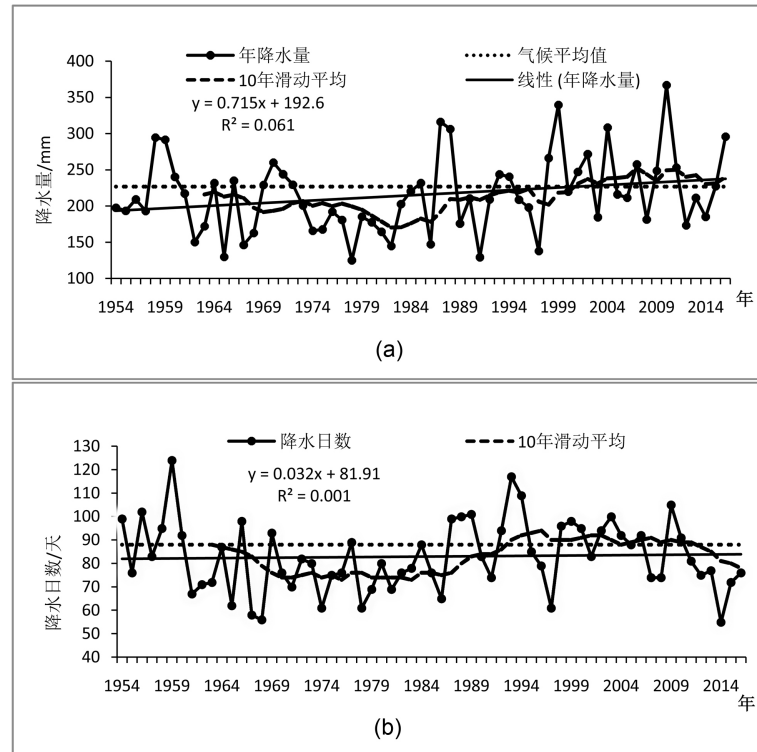 年降水量 气候平均值
10年滑动平均 线性 (年降水量)
y = 0.715x + 192.6
R² = 0.061
降水量/mm
400
350
300
250
200
150
100
1954 1959 1964 1969 1974 1979 1984 1989 1994 1999 2004 2009 2014 年
(a)
降水日数 10年滑动平均
y = 0.032x + 81.91
R² = 0.001
降水日数/天
130
120
110
100
90
80
70
60
50
40
1954 1959 1964 1969 1974 1979 1984 1989 1994 1999 2004 2009 2014
年
(b)